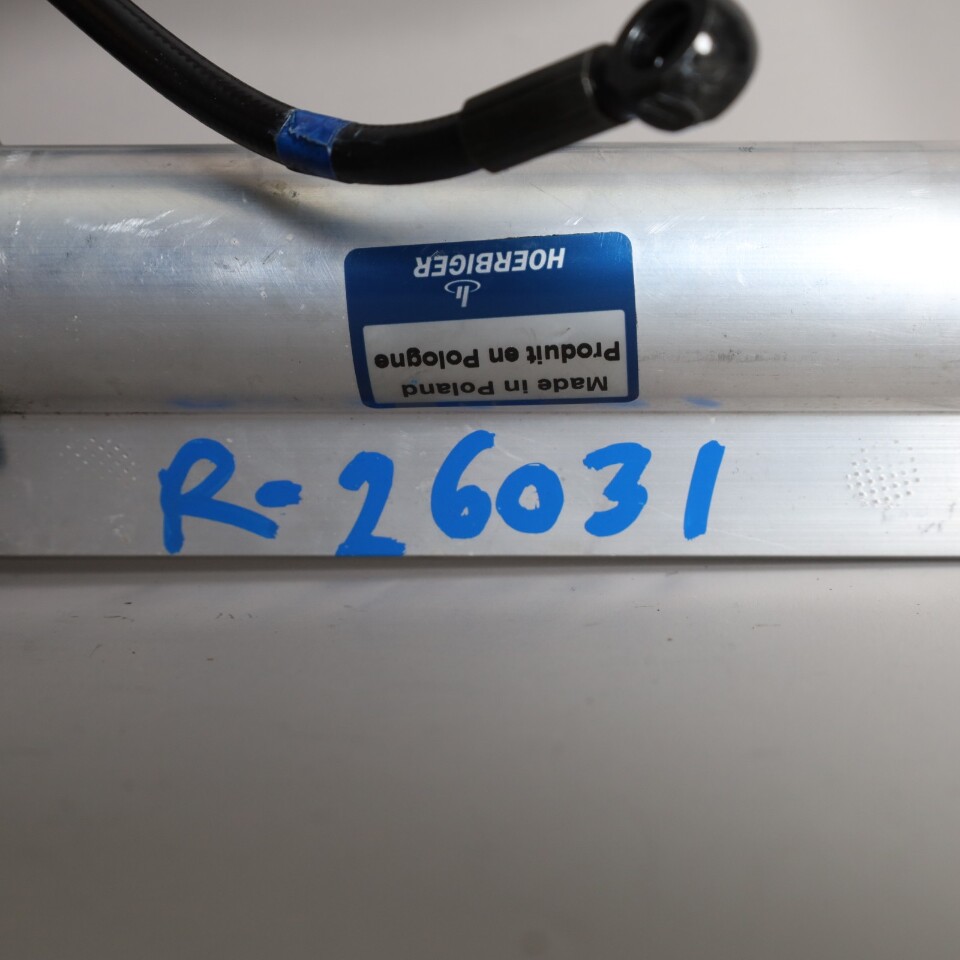 HOERBIGER
Produit en Pologne
Made in Poland
R-26031